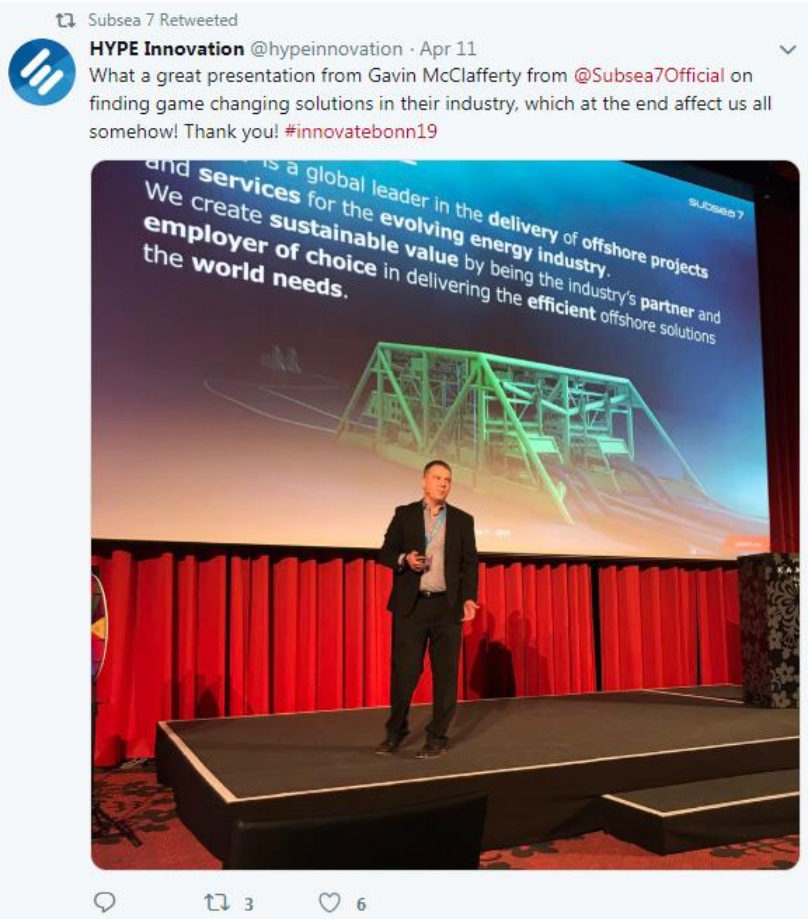 Subsea 7 Retweeted
HYPE Innovation @hypeinnovation · Apr 11
What a great presentation from Gavin McClafferty from @Subsea7Official on
finding game changing solutions in their industry, which at the end affect us all
somehow! Thank you! #innovatebonn19
subsea 7
is a global leader in the delivery of offshore projects
and services for the evolving energy industry.
We create sustainable value by being the industry's partner and
employer of choice in delivering the efficient offshore solutions
the world needs.
KA
3 6